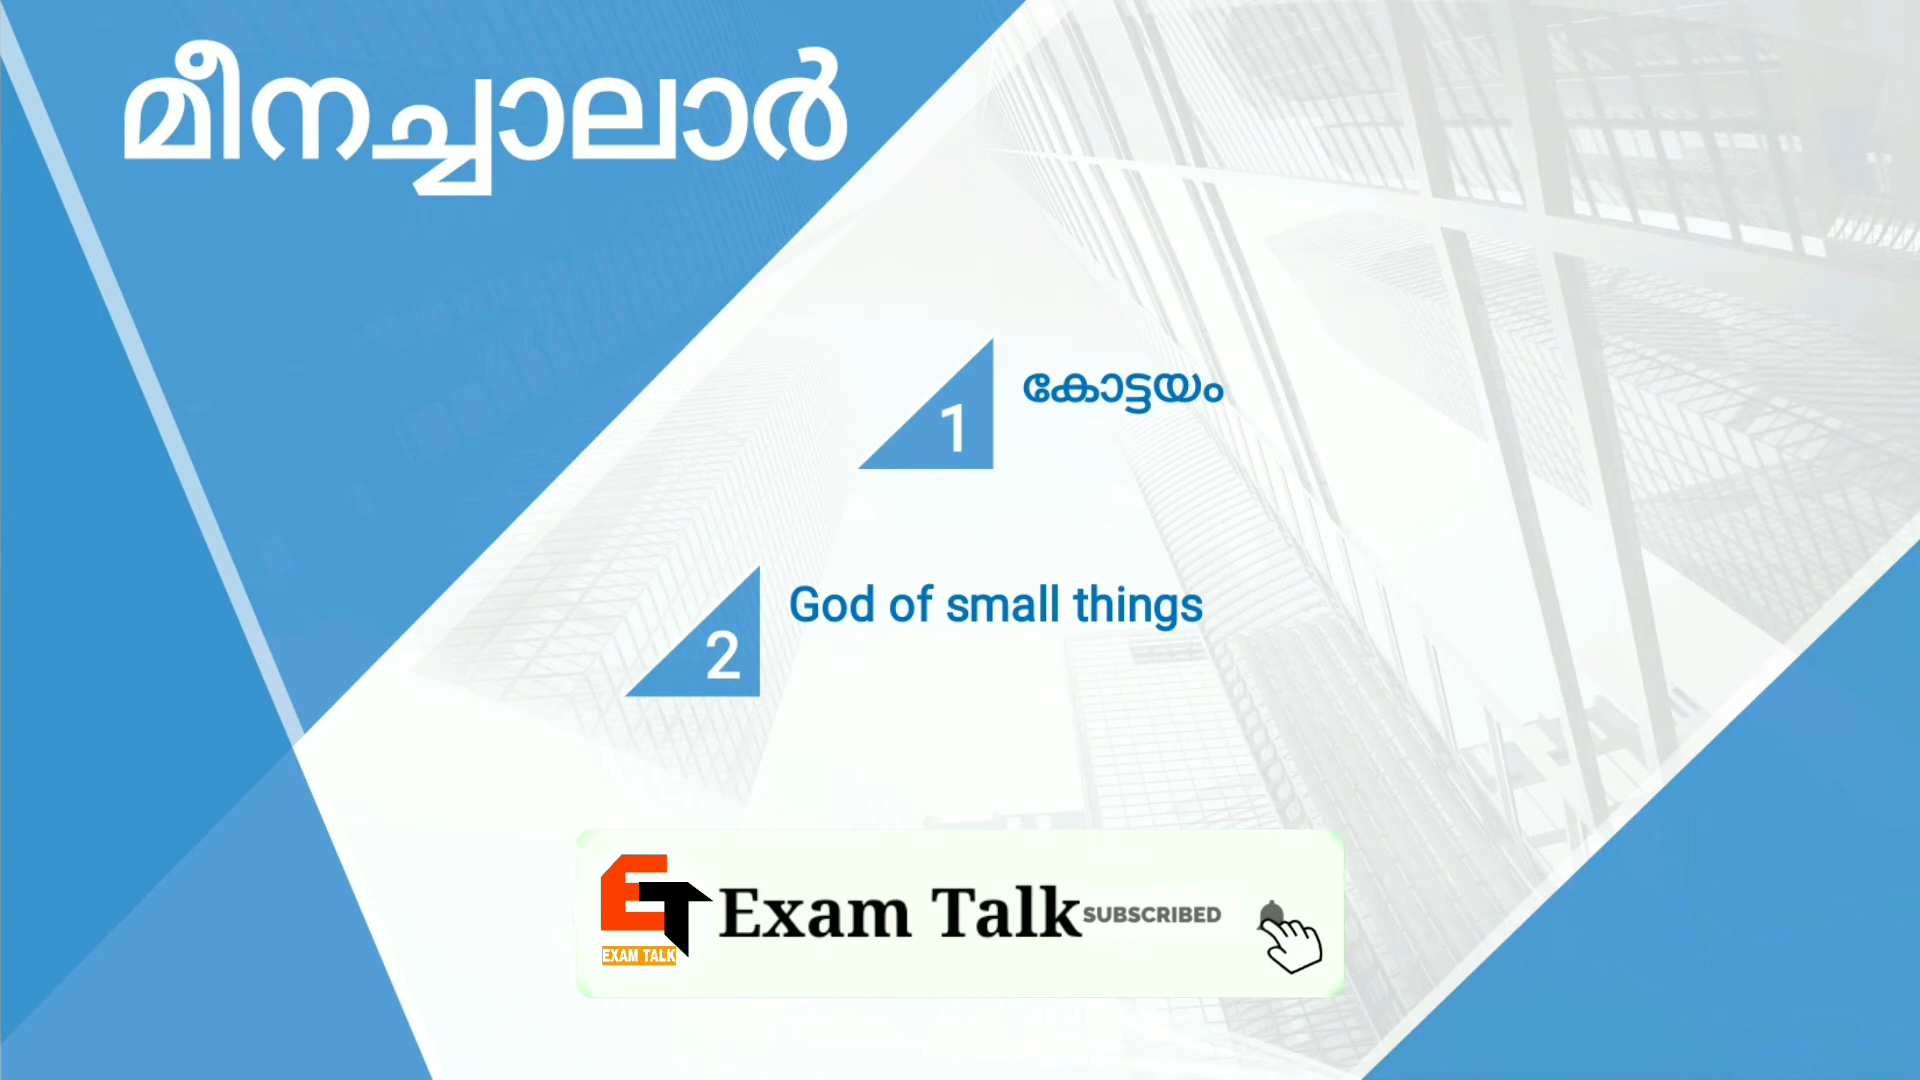 മീനച്ചാലാർ
1
കോട്ടയം
2
God of small things
EXAM TALK
Exam Talk
SUBSCRIBED